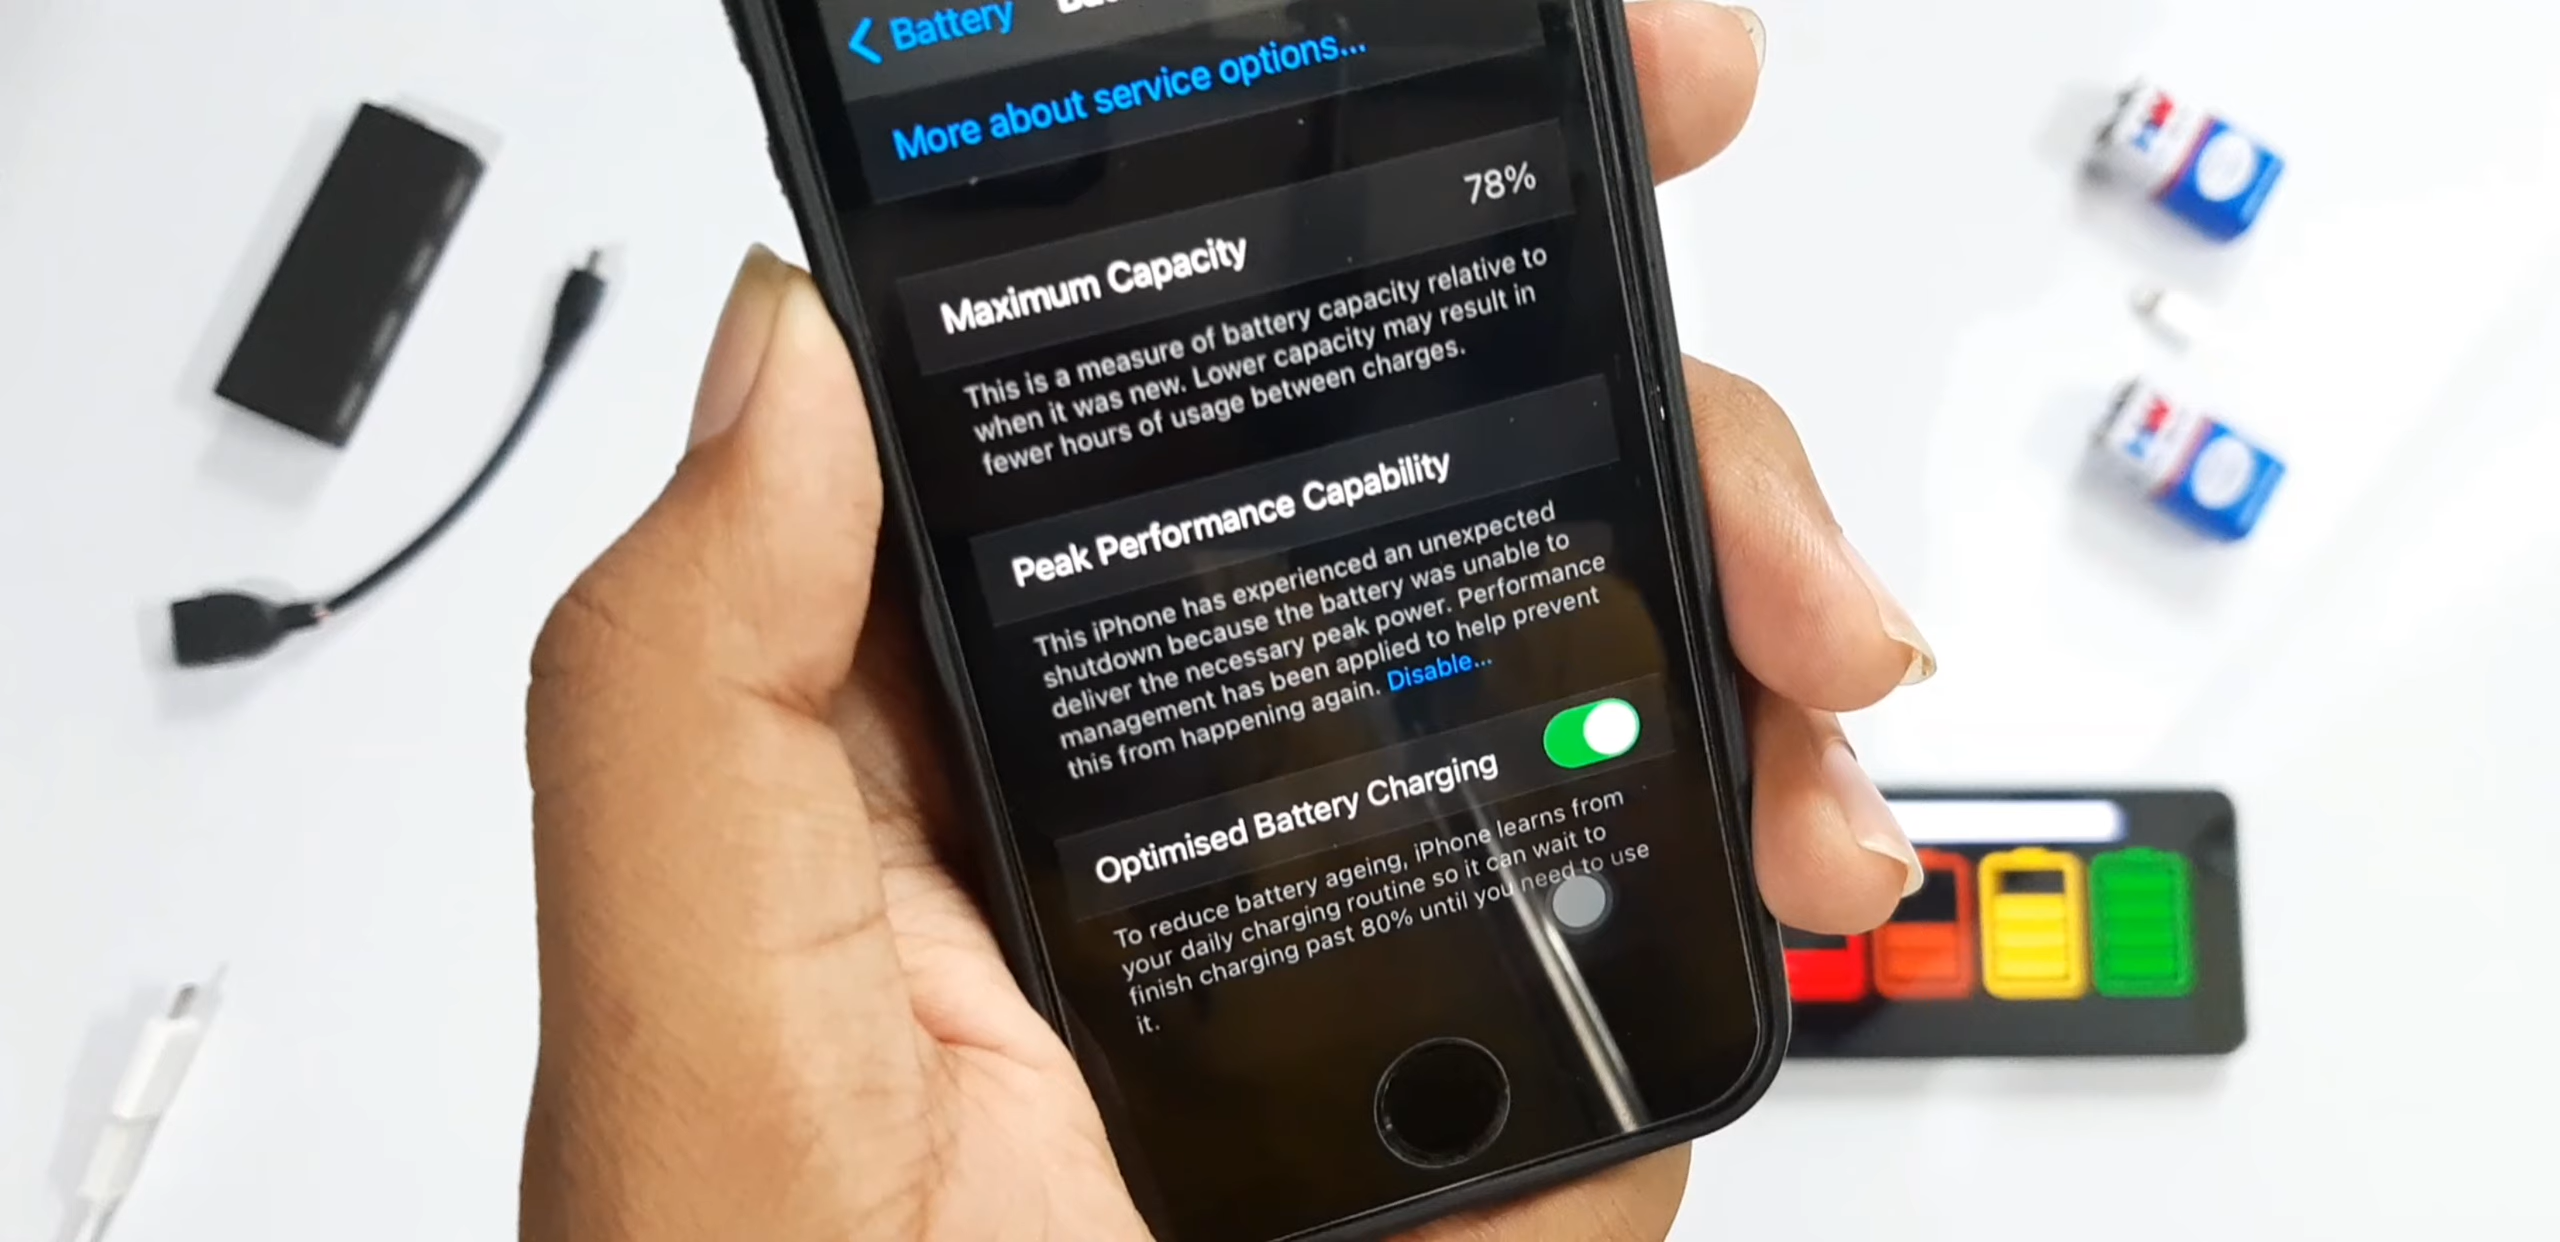 Battery
More about service options...
Maximum Capacity 78%
This is a measure of battery capacity relative to
when it was new. Lower capacity may result in
fewer hours of usage between charges.
Peak Performance Capability
This iPhone has experienced an unexpected
shutdown because the battery was unable to
deliver the necessary peak power. Performance
management has been applied to help prevent
this from happening again. Disable...
Optimised Battery Charging
To reduce battery ageing, iPhone learns from
your daily charging routine so it can wait to
finish charging past 80% until you need to use
it.